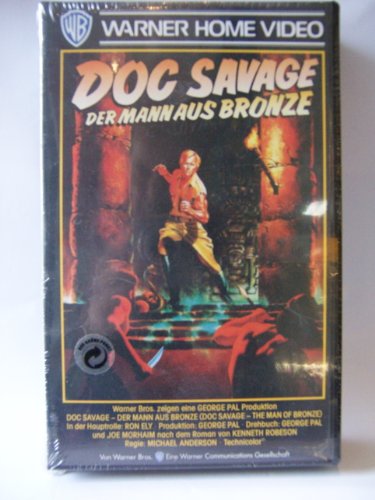 WB WARNER HOME VIDEO
DOC SAVAGE
DER MANN AUS BRONZE
Warner Bros. zeigen eine GEORGE PAL Produktion
DOC SAVAGE – DER MANN AUS BRONZE (DOC SAVAGE – THE MAN OF BRONZE)
In der Hauptrolle: RON ELY · Produktion: GEORGE PAL · Drehbuch: GEORGE PAL
und JOE MORHAIM nach dem Roman von KENNETH ROBESON
Regie: MICHAEL ANDERSON · Technicolor®
Von Warner Bros. WB Eine Warner Communications Gesellschaft